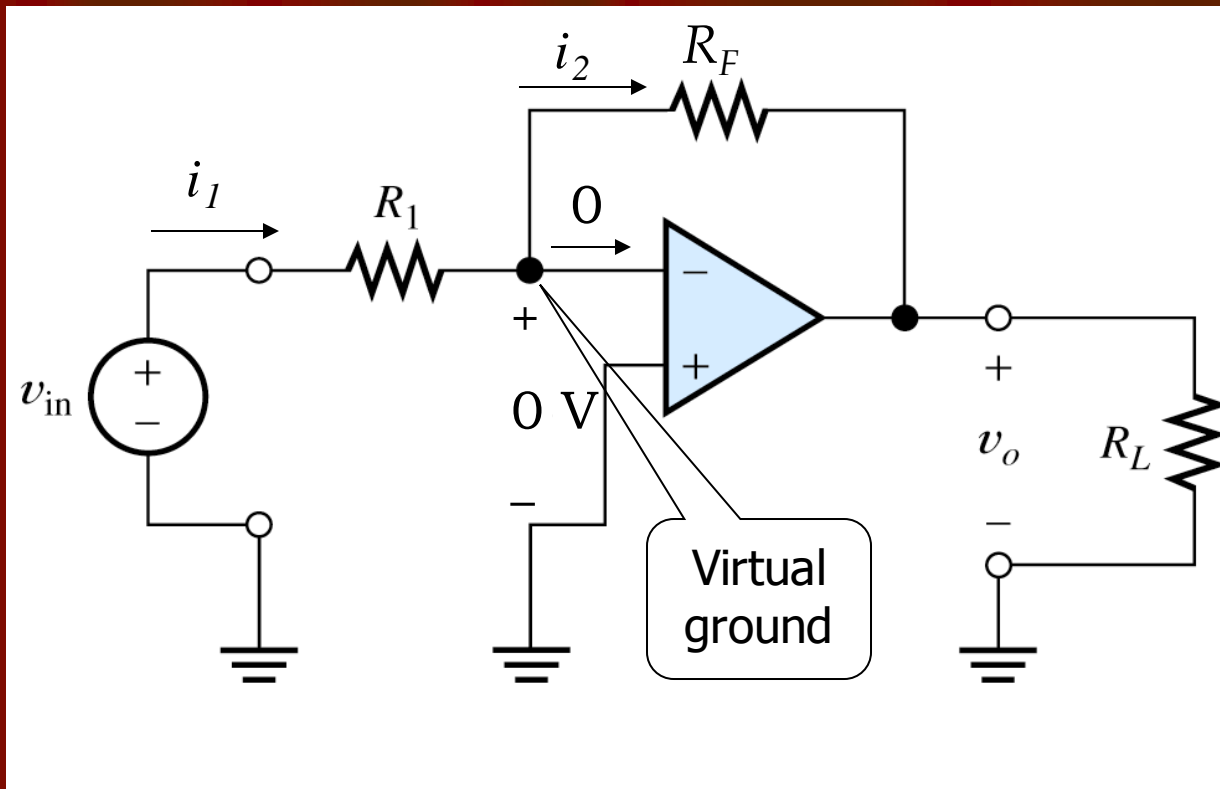 i2
RF
i1
R1
0
−
+
+
+
+
0 V
vin
−
vo
RL
−
−
Virtual
ground